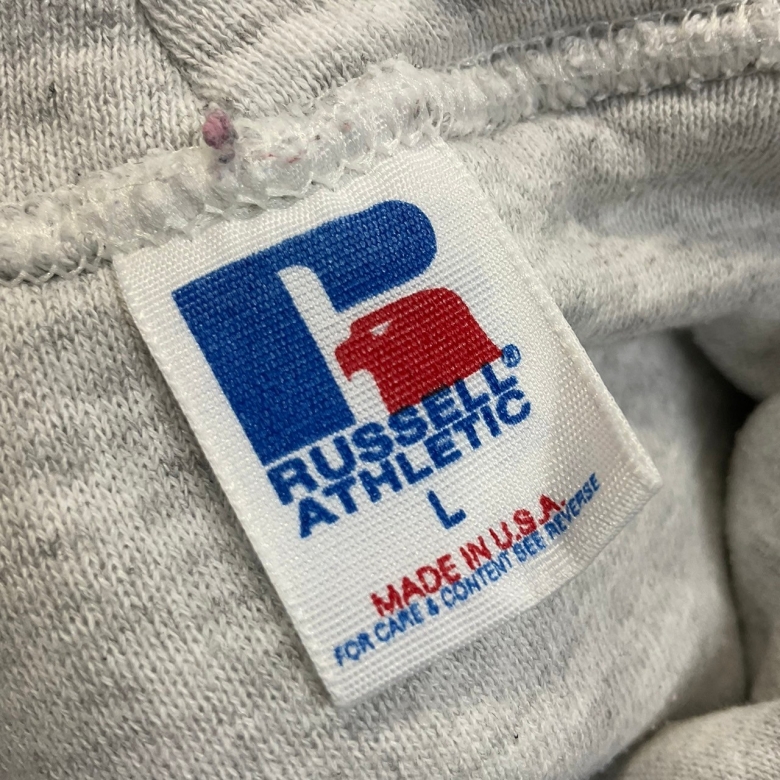 RUSSELL®
ATHLETIC
L
MADE IN U.S.A.
FOR CARE & CONTENT SEE REVERSE